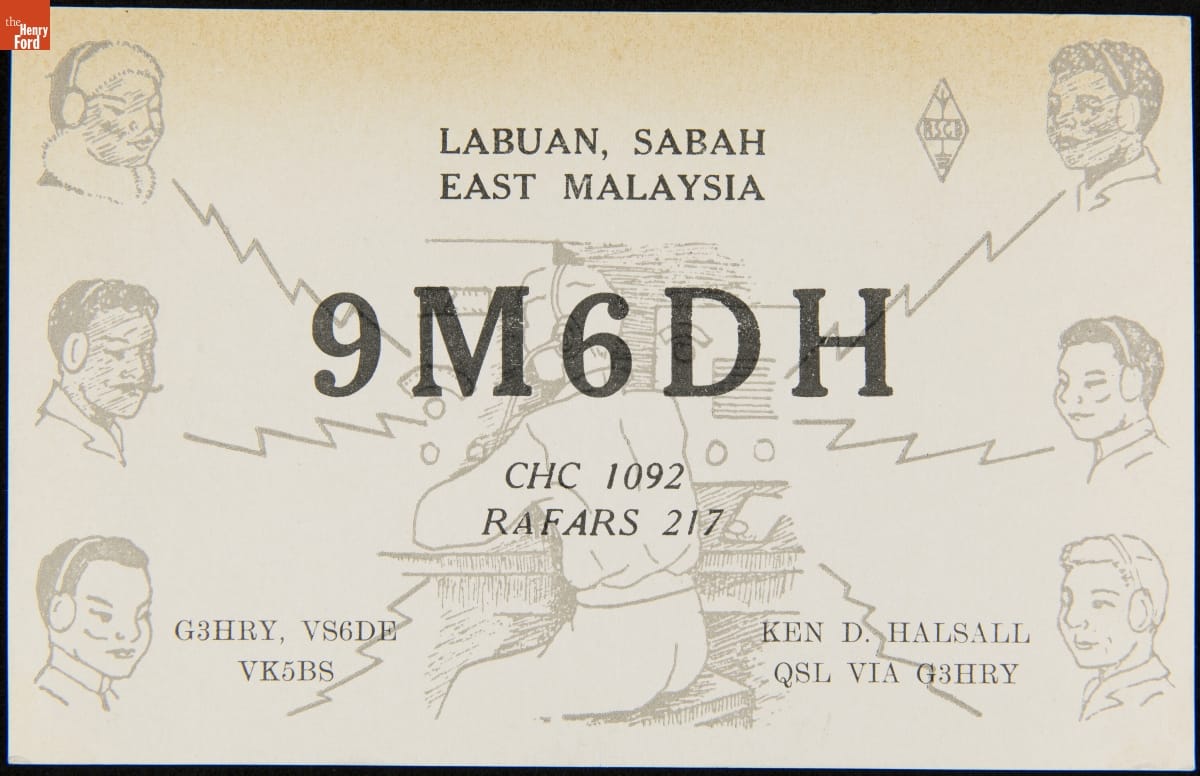 the
Henry
Ford
LABUAN, SABAH
EAST MALAYSIA
RSGB
9M6DH
CHC 1092
RAFARS 217
G3HRY, VS6DE
VK5BS
KEN D. HALSALL
QSL VIA G3HRY